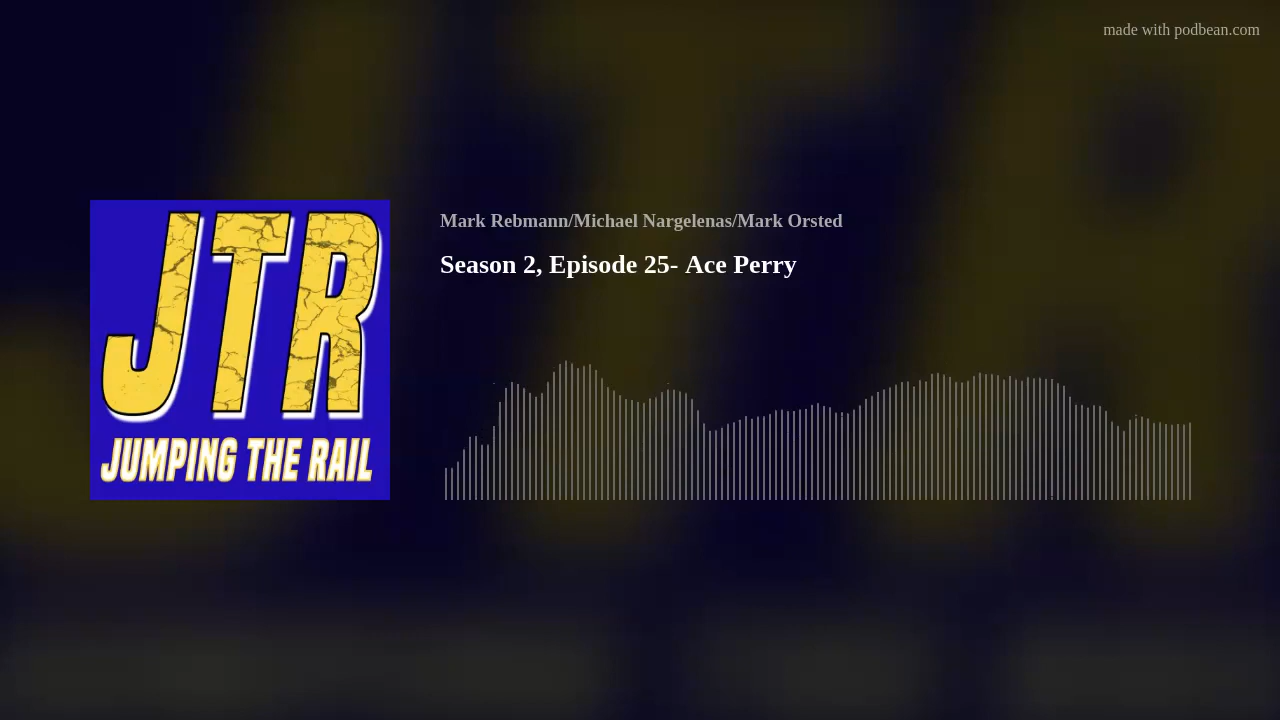 made with podbean.com
JTR
JUMPING THE RAIL
Mark Rebmann/Michael Nargelenas/Mark Orsted
Season 2, Episode 25- Ace Perry